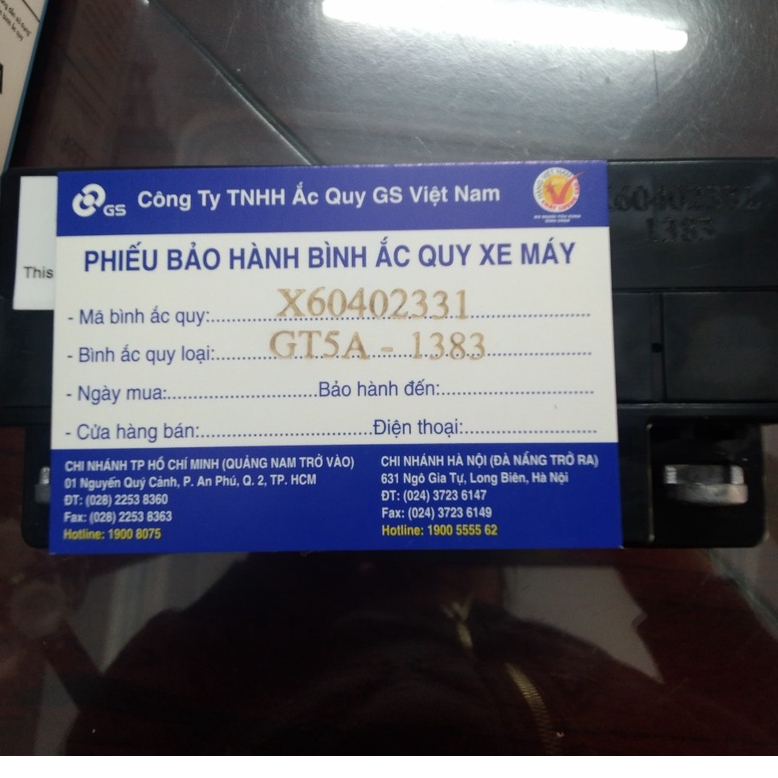 GS Công Ty TNHH Ắc Quy GS Việt Nam
PHIẾU BẢO HÀNH BÌNH ẮC QUY XE MÁY
This
- Mã bình ắc quy: X60402331
- Bình ắc quy loại: GT5A - 1383
- Ngày mua: Bảo hành đến:
- Cửa hàng bán: Điện thoại:
CHI NHÁNH TP HỒ CHÍ MINH (QUẢNG NAM TRỞ VÀO)
01 Nguyễn Quý Cảnh, P. An Phú, Q. 2, TP. HCM
ĐT: (028) 2253 8360
Fax: (028) 2253 8363
Hotline: 1900 8075
CHI NHÁNH HÀ NỘI (ĐÀ NẴNG TRỞ RA)
631 Ngô Gia Tự, Long Biên, Hà Nội
ĐT: (024) 3723 6147
Fax: (024) 3723 6149
Hotline: 1900 5555 62
1383